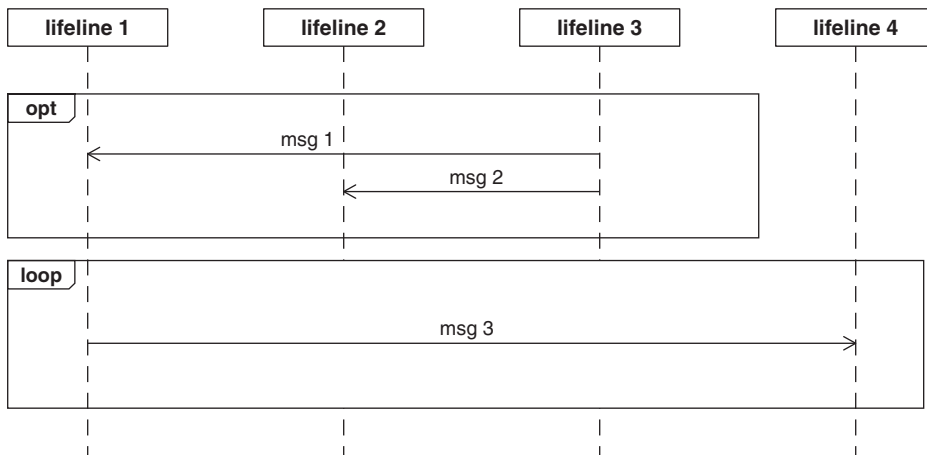 lifeline 1
lifeline 2
lifeline 3
lifeline 4
opt
msg 1
msg 2
loop
msg 3